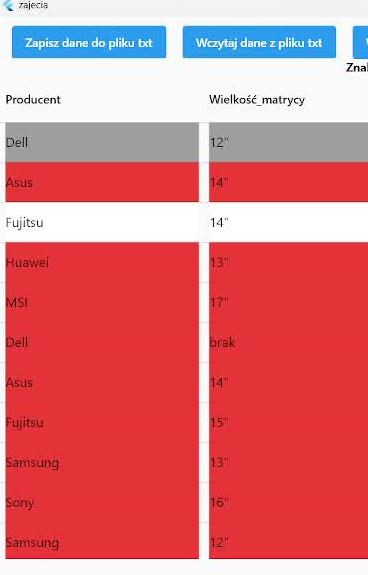 zajecia
Zapisz dane do pliku txt Wczytaj dane z pliku txt
Producent Wielkość_matrycy
Dell 12"
Asus 14"
Fujitsu 14"
Huawei 13"
MSI 17"
Dell brak
Asus 14"
Fujitsu 15"
Samsung 13"
Sony 16"
Samsung 12"